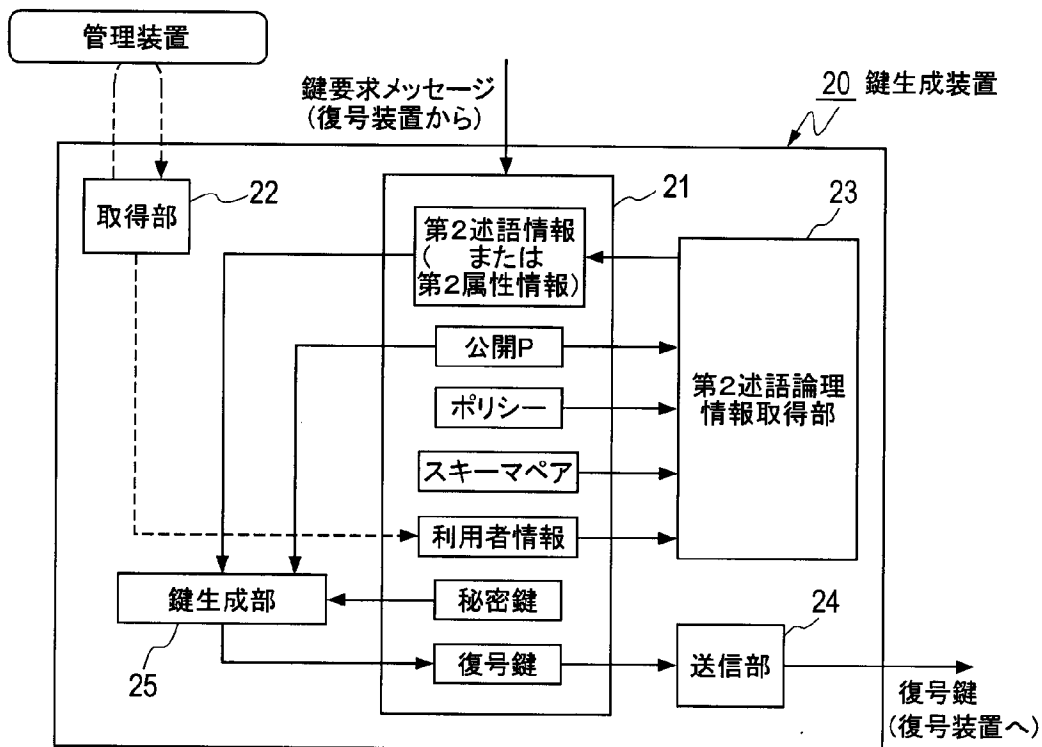 管理装置
鍵要求メッセージ
(復号装置から)
20 鍵生成装置
取得部
22
21
23
第2述語情報
( または
第2属性情報)
公開P
ポリシー
スキーマペア
利用者情報
第2述語論理
情報取得部
鍵生成部
25
秘密鍵
復号鍵
24
送信部
復号鍵
(復号装置へ)